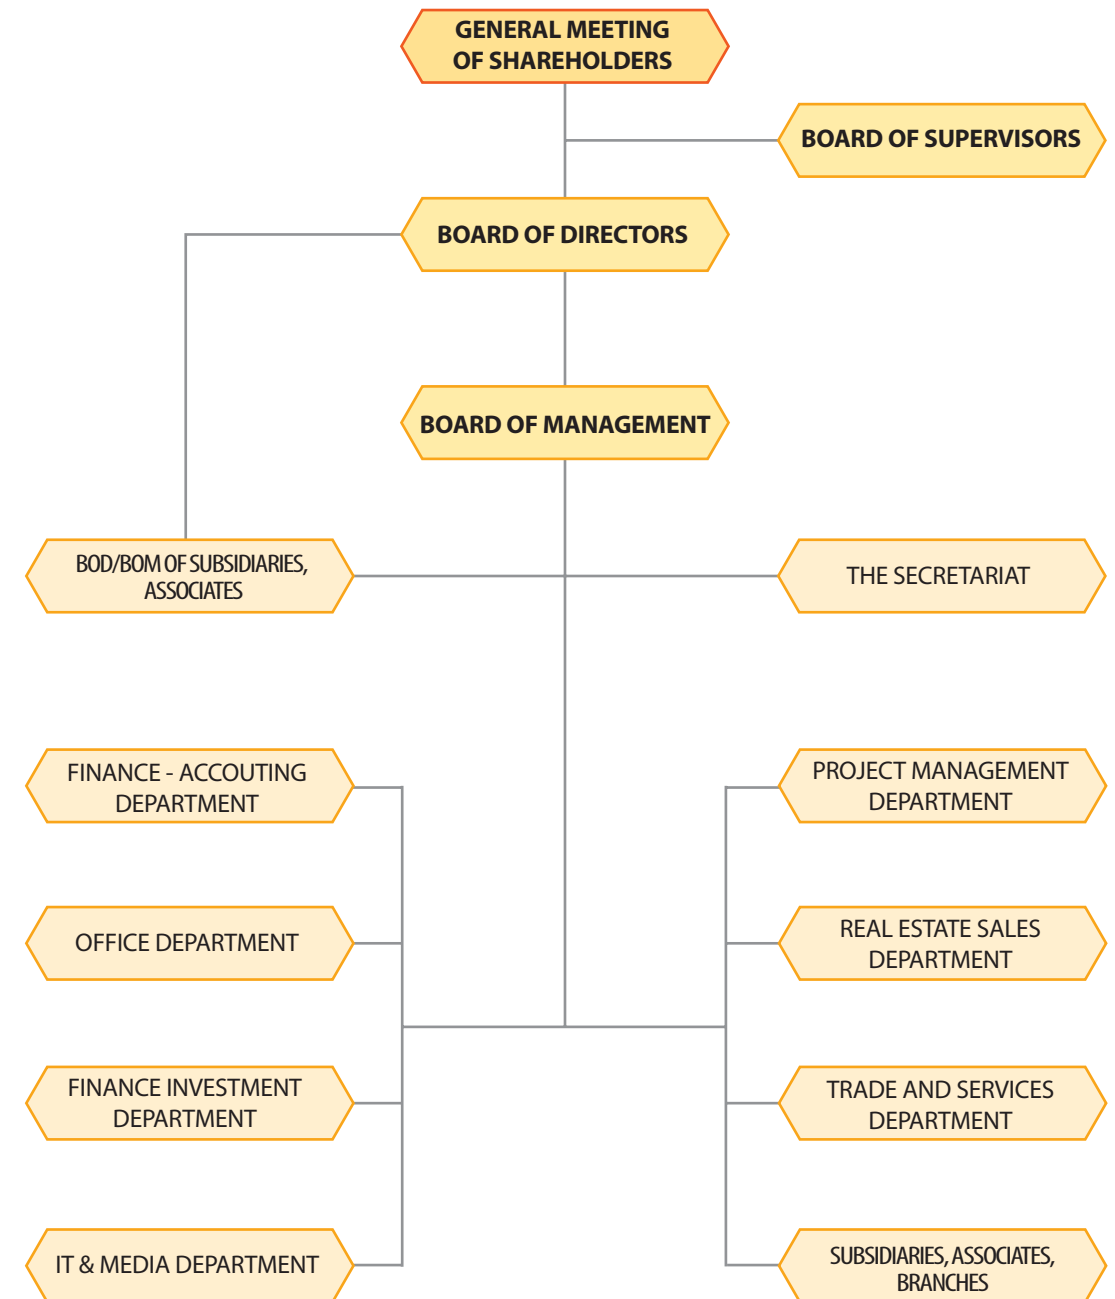 GENERAL MEETING
OF SHAREHOLDERS
BOARD OF SUPERVISORS
BOARD OF DIRECTORS
BOARD OF MANAGEMENT
BOD/BOM OF SUBSIDIARIES,
ASSOCIATES
THE SECRETARIAT
FINANCE - ACCOUTING
DEPARTMENT
PROJECT MANAGEMENT
DEPARTMENT
OFFICE DEPARTMENT
REAL ESTATE SALES
DEPARTMENT
FINANCE INVESTMENT
DEPARTMENT
TRADE AND SERVICES
DEPARTMENT
IT & MEDIA DEPARTMENT
SUBSIDIARIES, ASSOCIATES,
BRANCHES